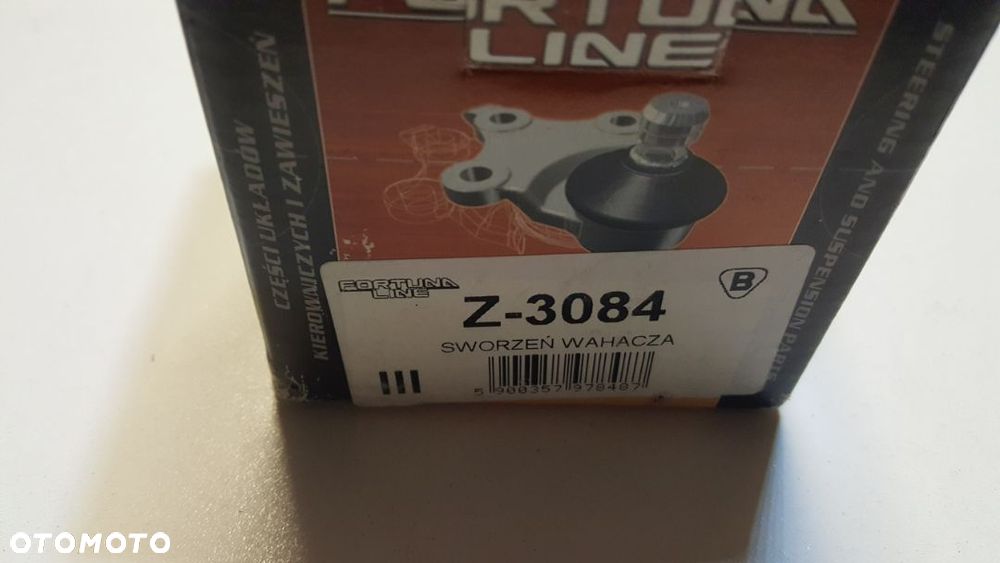 FORTUNA
LINE
CZĘŚCI UKŁADÓW
KIEROWNICZYCH I ZAWIESZEŃ
STEERING AND SUSPENSION PARTS
FORTUNA
LINE
Z-3084
B
SWORZEŃ WAHACZA
III
5 900357 978487
OTOMOTO